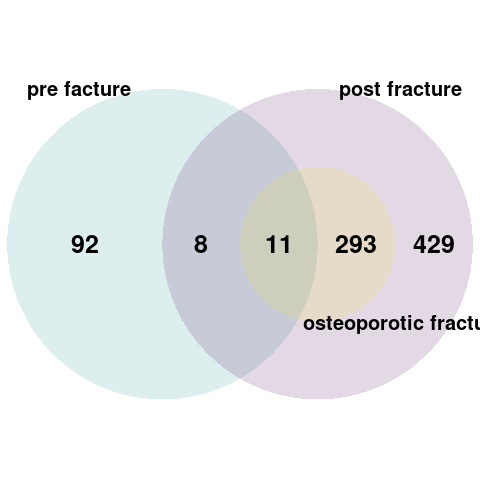 pre facture
post fracture
92
8
11
293
429
osteoporotic fractu